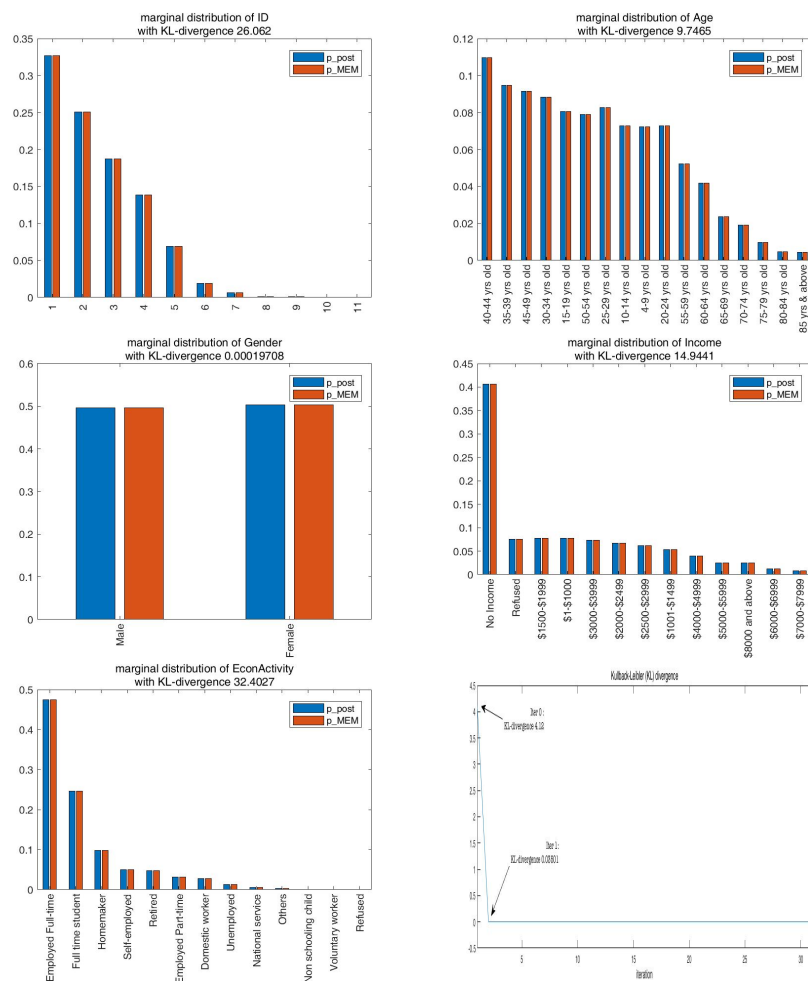 marginal distribution of ID
with KL-divergence 26.062
0.35
0.3
0.25
0.2
0.15
0.1
0.05
0
p_post
p_MEM
1
2
3
4
5
6
7
8
9
10
11
marginal distribution of Age
with KL-divergence 9.7465
0.12
0.1
0.08
0.06
0.04
0.02
0
p_post
p_MEM
40-44 yrs old
35-39 yrs old
45-49 yrs old
30-34 yrs old
15-19 yrs old
50-54 yrs old
25-29 yrs old
10-14 yrs old
4-9 yrs old
20-24 yrs old
55-59 yrs old
60-64 yrs old
65-69 yrs old
70-74 yrs old
75-79 yrs old
80-84 yrs old
85 yrs & above
marginal distribution of Gender
with KL-divergence 0.00019708
0.6
0.5
0.4
0.3
0.2
0.1
0
p_post
p_MEM
Male
Female
marginal distribution of Income
with KL-divergence 14.9441
0.45
0.4
0.35
0.3
0.25
0.2
0.15
0.1
0.05
0
p_post
p_MEM
No Income
Refused
$1500-$1999
$1-$1000
$3000-$3999
$2000-$2499
$2500-$2999
$1001-$1499
$4000-$4999
$5000-$5999
$8000 and above
$6000-$6999
$7000-$7999
marginal distribution of EconActivity
with KL-divergence 32.4027
0.5
0.4
0.3
0.2
0.1
0
p_post
p_MEM
Employed Full-time
Full time student
Homemaker
Self-employed
Retired
Employed Part-time
Domestic worker
Unemployed
National service
Others
Non schooling child
Voluntary worker
Refused
Kullback-Leibler (KL) divergence
4.5
4
3.5
3
2.5
2
1.5
1
0.5
0
-0.5
Iter 0 :
KL-divergence 4.18
Iter 1 :
KL-divergence 0.03801
5
10
15
20
25
30
iteration